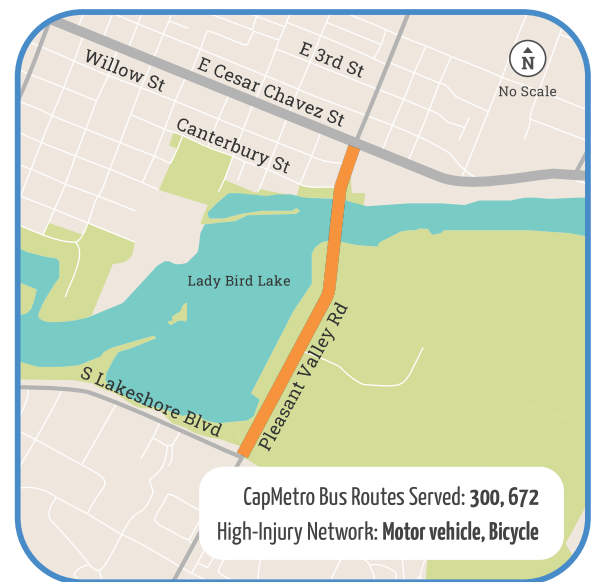 E 3rd St
N
Willow St
E Cesar Chavez St
No Scale
Canterbury St
Lady Bird Lake
Pleasant Valley Rd
S Lakeshore Blvd
CapMetro Bus Routes Served: 300, 672
High-Injury Network: Motor vehicle, Bicycle